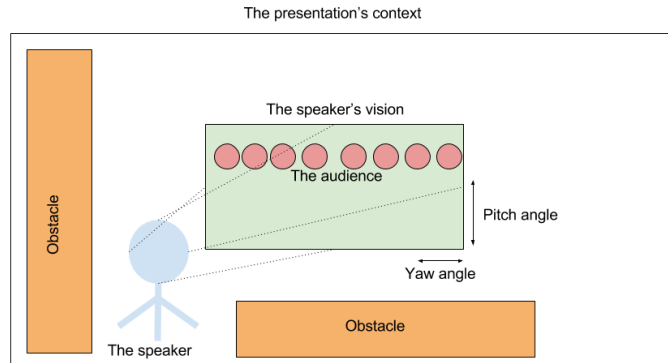 The presentation's context
The speaker's vision
The audience
Obstacle
Pitch angle
Yaw angle
Obstacle
The speaker